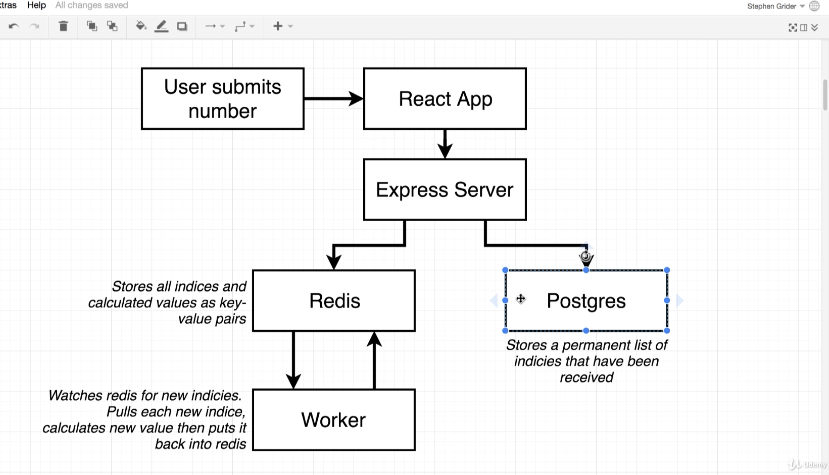 xtras Help All changes saved
Stephen Grider
User submits
number
React App
Express Server
Stores all indices and
calculated values as key-
value pairs
Redis
Postgres
Stores a permanent list of
indicies that have been
received
Watches redis for new indicies.
Pulls each new indice,
calculates new value then puts it
back into redis
Worker
Udemy